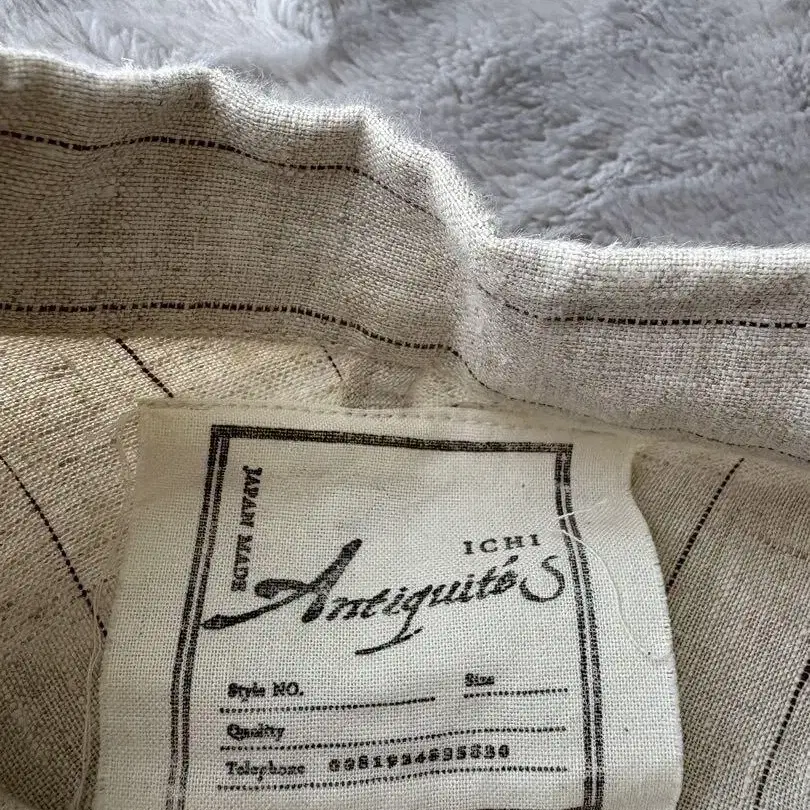 JAPAN MADE
ICHI
Antiquités
Style NO. Size
Quality
Telephone